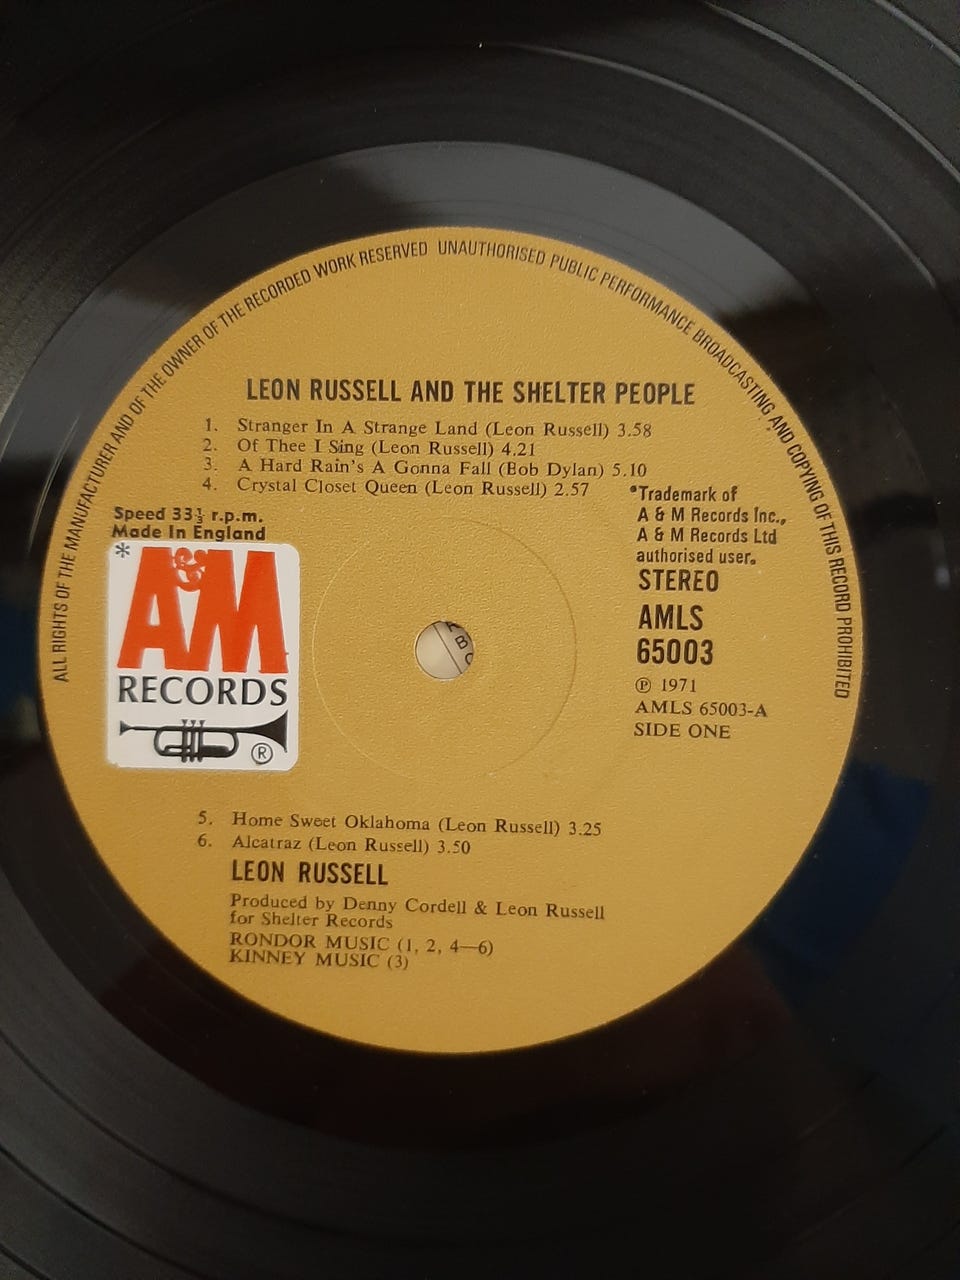 ALL RIGHTS OF THE MANUFACTURER AND OF THE OWNER OF THE RECORDED WORK RESERVED UNAUTHORISED PUBLIC PERFORMANCE BROADCASTING AND COPYING OF THIS RECORD PROHIBITED
LEON RUSSELL AND THE SHELTER PEOPLE
1. Stranger In A Strange Land (Leon Russell) 3.58
2. Of Thee I Sing (Leon Russell) 4.21
3. A Hard Rain's A Gonna Fall (Bob Dylan) 5.10
4. Crystal Closet Queen (Leon Russell) 2.57
Speed 33⅓ r.p.m.
Made In England
*
A&M
RECORDS
®
*Trademark of
A & M Records Inc.,
A & M Records Ltd
authorised user.
STEREO
AMLS
65003
℗ 1971
AMLS 65003-A
SIDE ONE
5. Home Sweet Oklahoma (Leon Russell) 3.25
6. Alcatraz (Leon Russell) 3.50
LEON RUSSELL
Produced by Denny Cordell & Leon Russell
for Shelter Records
RONDOR MUSIC (1, 2, 4—6)
KINNEY MUSIC (3)